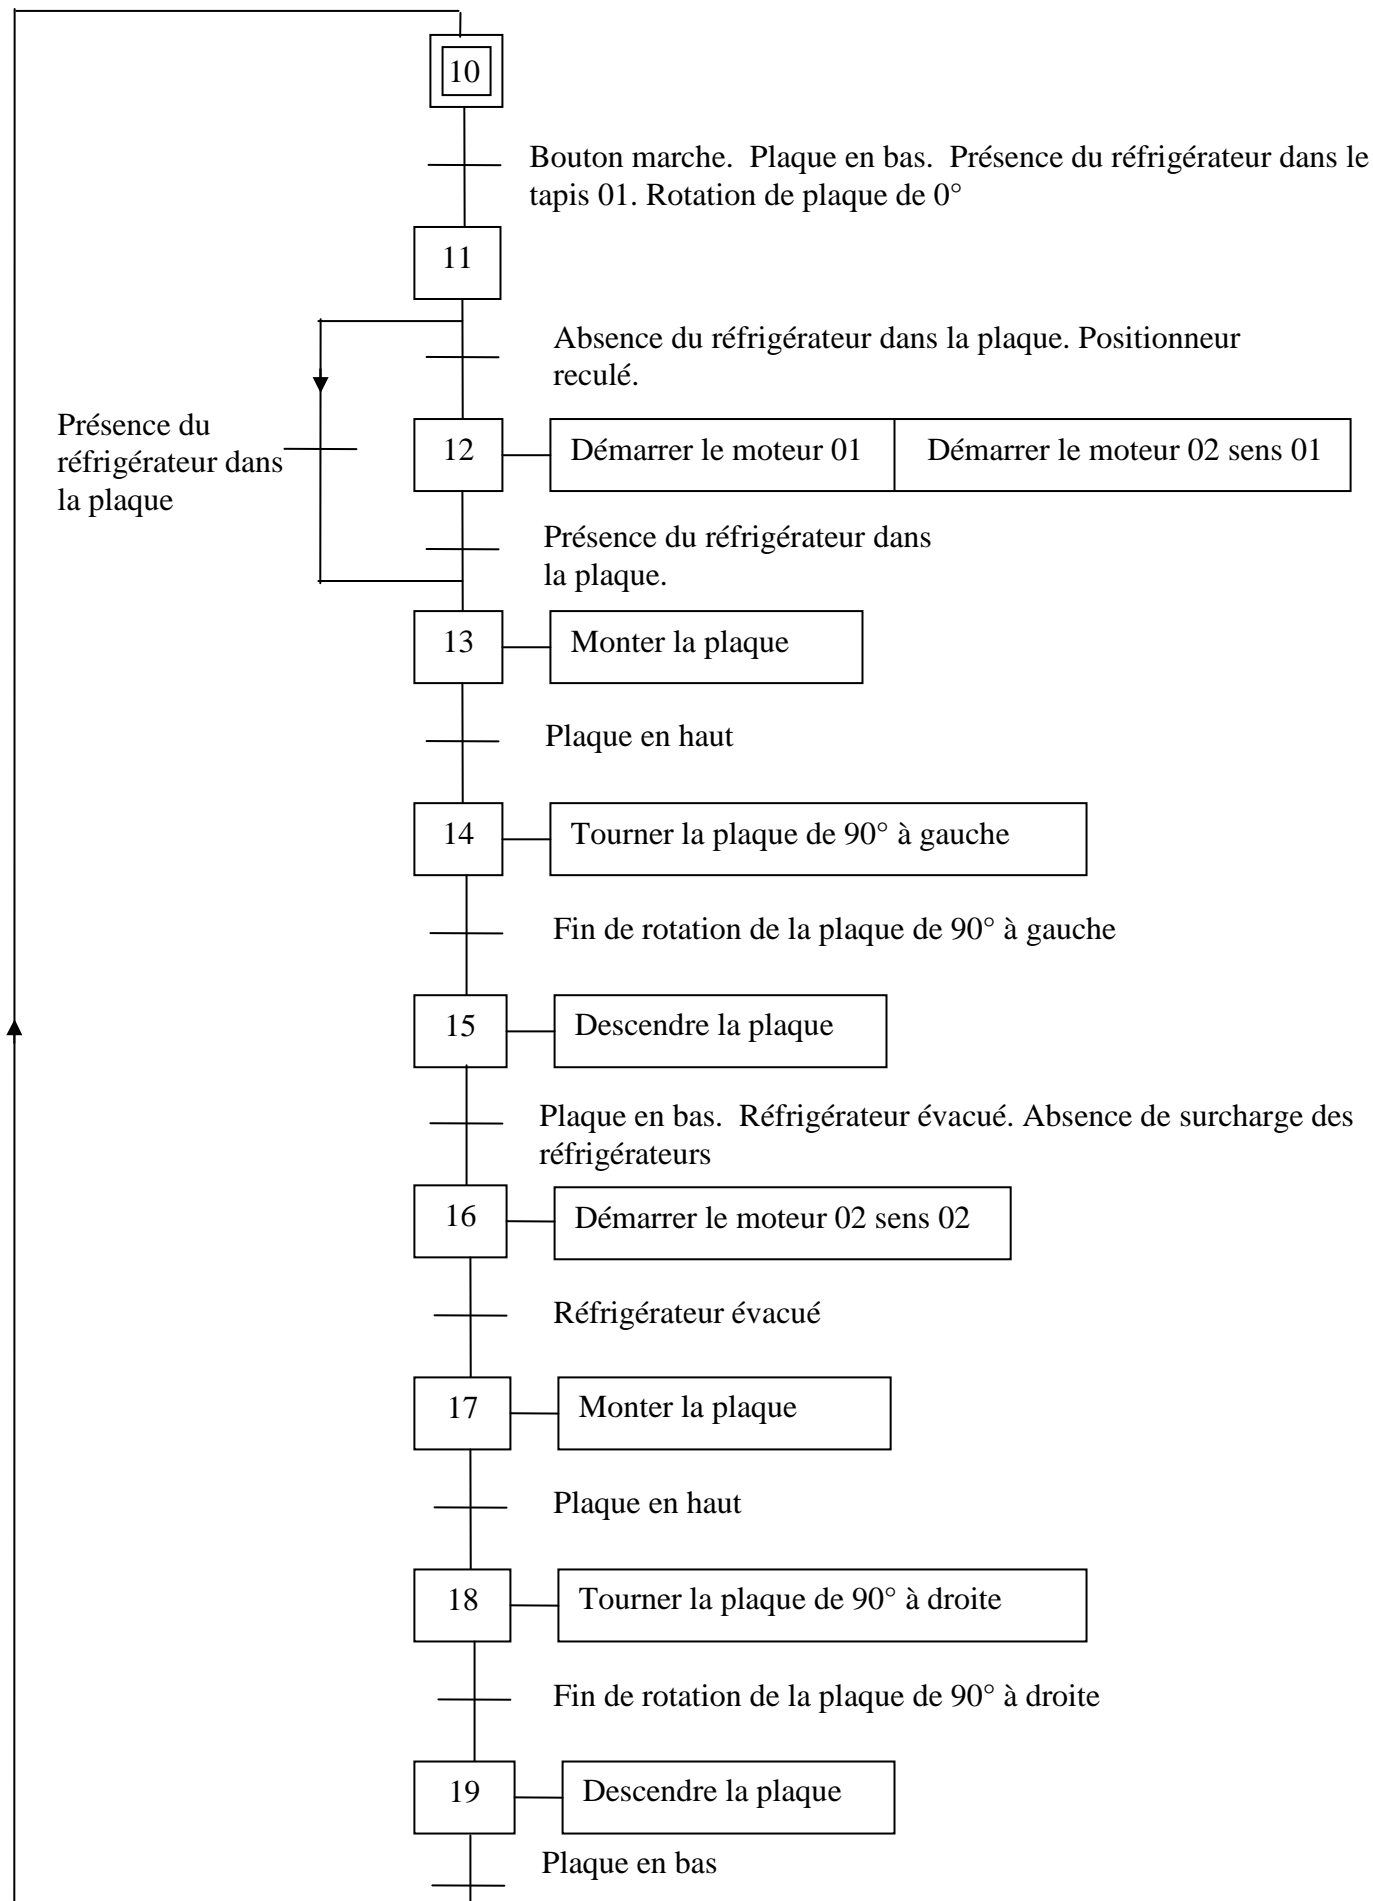 10
Bouton marche. Plaque en bas. Présence du réfrigérateur dans le
tapis 01. Rotation de plaque de 0°
11
Absence du réfrigérateur dans la plaque. Positionneur
reculé.
Présence du
réfrigérateur dans
la plaque
12
Démarrer le moteur 01
Démarrer le moteur 02 sens 01
Présence du réfrigérateur dans
la plaque.
13
Monter la plaque
Plaque en haut
14
Tourner la plaque de 90° à gauche
Fin de rotation de la plaque de 90° à gauche
15
Descendre la plaque
Plaque en bas. Réfrigérateur évacué. Absence de surcharge des
réfrigérateurs
16
Démarrer le moteur 02 sens 02
Réfrigérateur évacué
17
Monter la plaque
Plaque en haut
18
Tourner la plaque de 90° à droite
Fin de rotation de la plaque de 90° à droite
19
Descendre la plaque
Plaque en bas